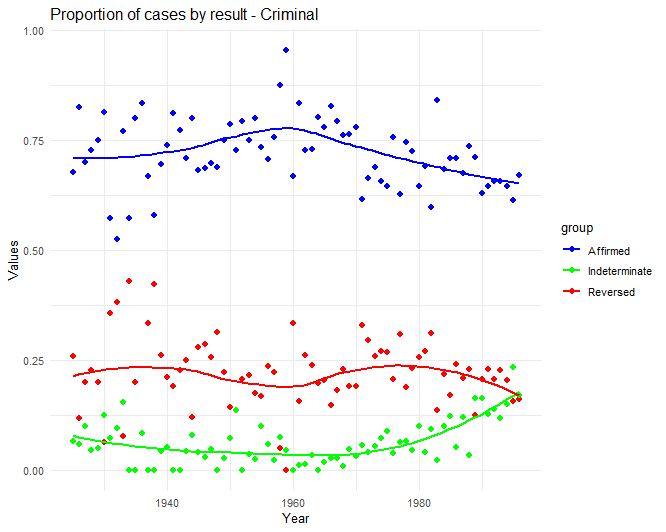 Proportion of cases by result - Criminal
1.00
0.75
0.50
0.25
0.00
Values
1940
1960
1980
Year
group
Affirmed
Indeterminate
Reversed